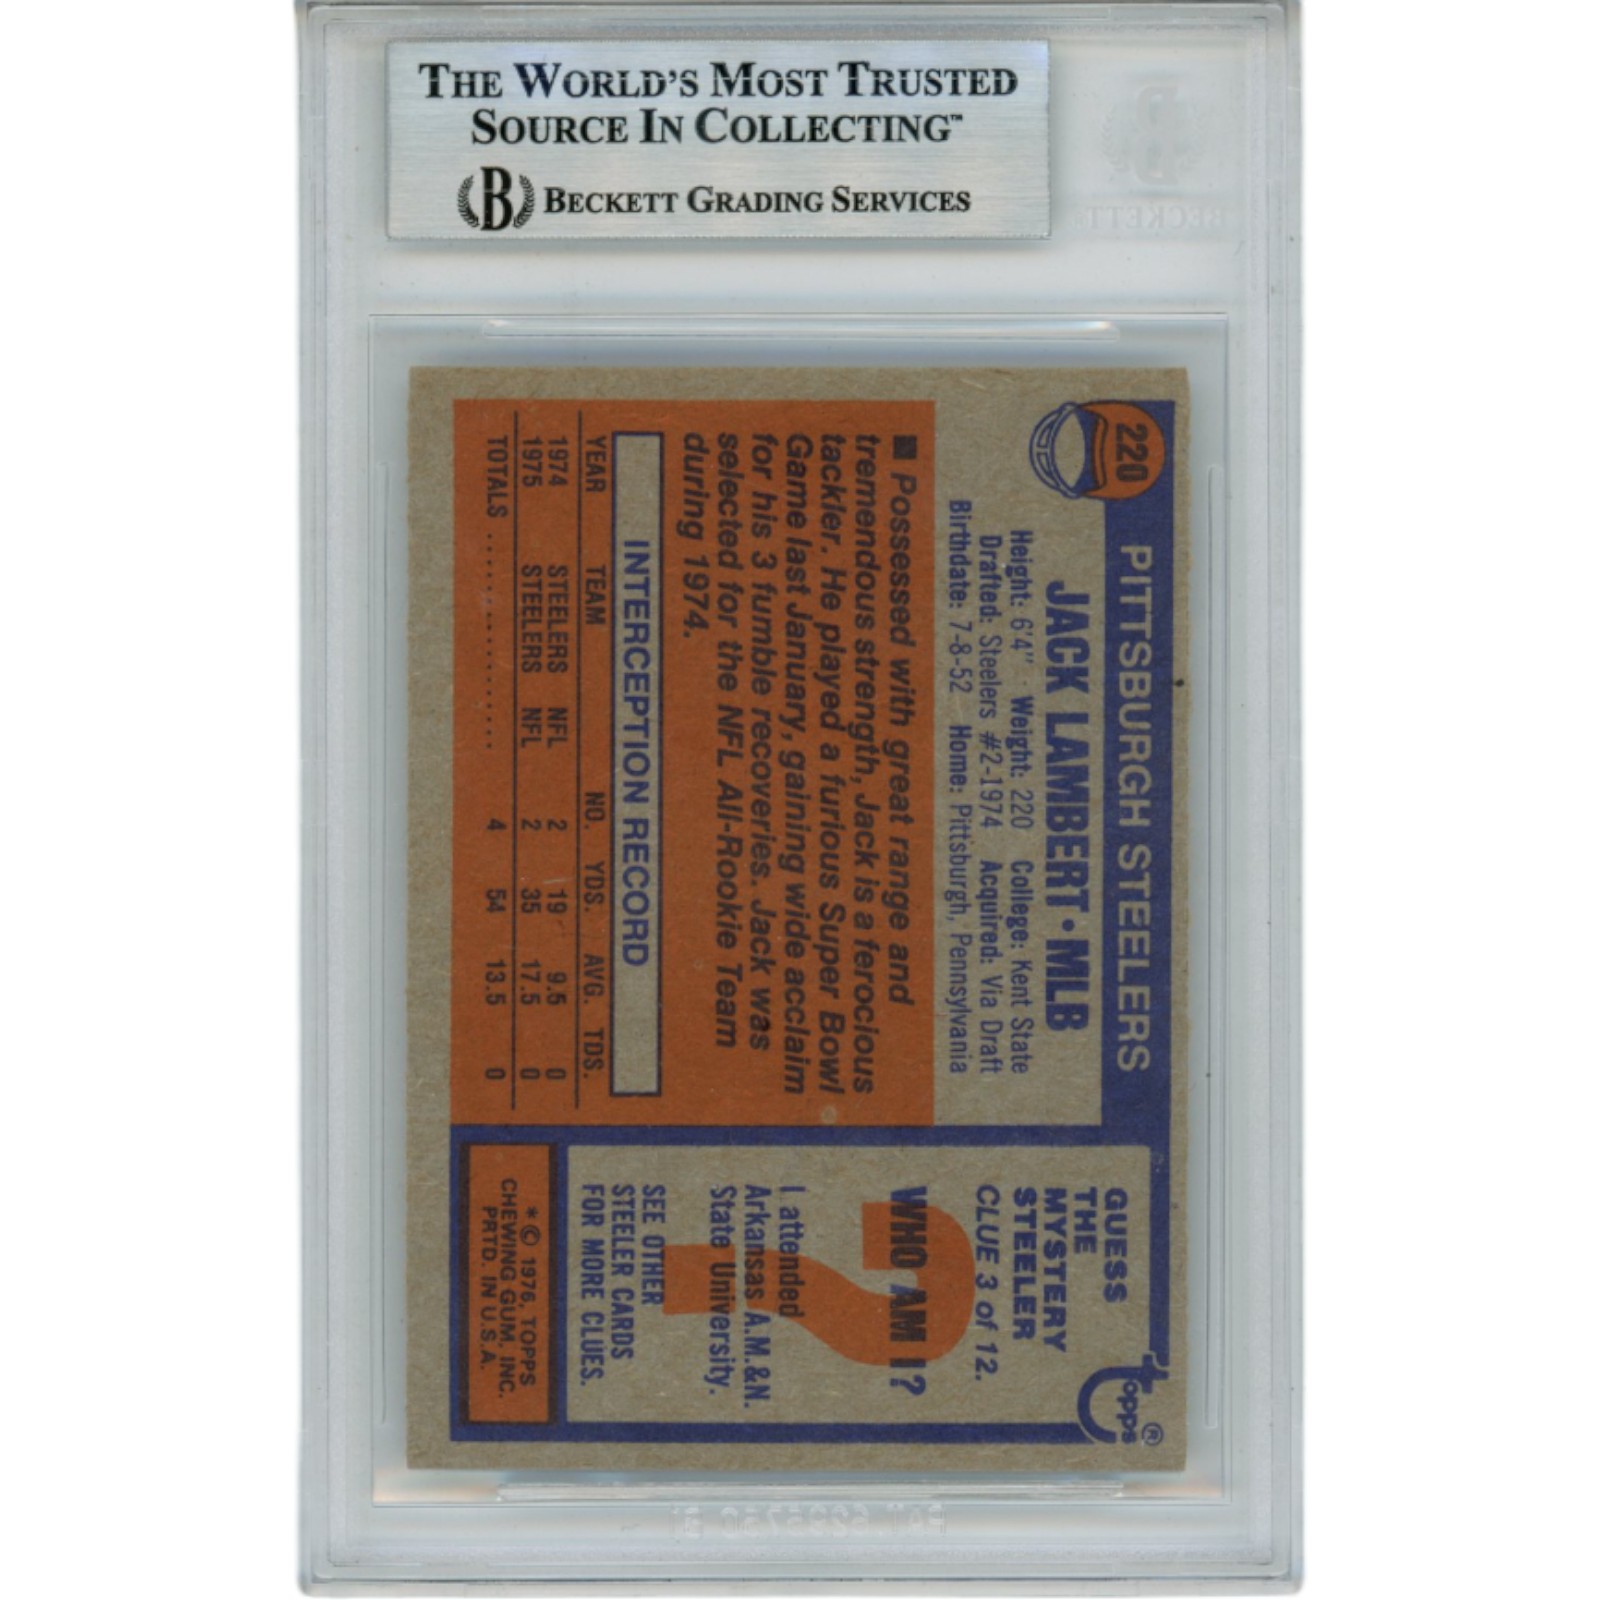 THE WORLD'S MOST TRUSTED
SOURCE IN COLLECTING™
B BECKETT GRADING SERVICES
BECKETT
220
PITTSBURGH STEELERS
JACK LAMBERT • MLB
Height: 6'4" Weight: 220 College: Kent State
Drafted: Steelers #2-1974 Acquired: Via Draft
Birthdate: 7-8-52 Home: Pittsburgh, Pennsylvania
■ Possessed with great range and
tremendous strength, Jack is a ferocious
tackler. He played a furious Super Bowl
Game last January, gaining wide acclaim
for his 3 fumble recoveries. Jack was
selected for the NFL All-Rookie Team
during 1974.
INTERCEPTION RECORD
YEAR TEAM NO. YDS. AVG. TDS.
1974 STEELERS NFL 2 19 9.5 0
1975 STEELERS NFL 2 35 17.5 0
TOTALS .................. 4 54 13.5 0
GUESS
THE
MYSTERY
STEELER
CLUE 3 of 12.
WHO AM I?
I attended
Arkansas A.M.&N.
State University.
SEE OTHER
STEELER CARDS
FOR MORE CLUES.
* © 1976, TOPPS
CHEWING GUM, INC.
PRTD. IN U.S.A.
Topps ®